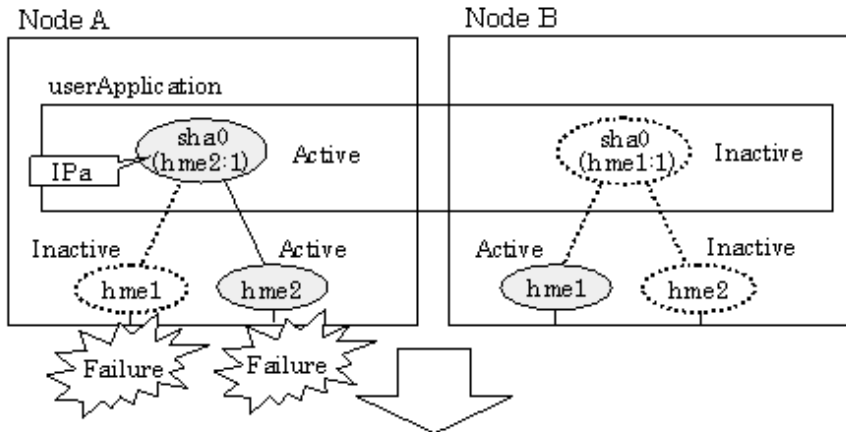 Node A
Node B
userApplication
sha0
(hme2:1)
Active
sha0
(hme1:1)
Inactive
IPa
Inactive
Active
Active
Inactive
hme1
hme2
hme1
hme2
Failure
Failure